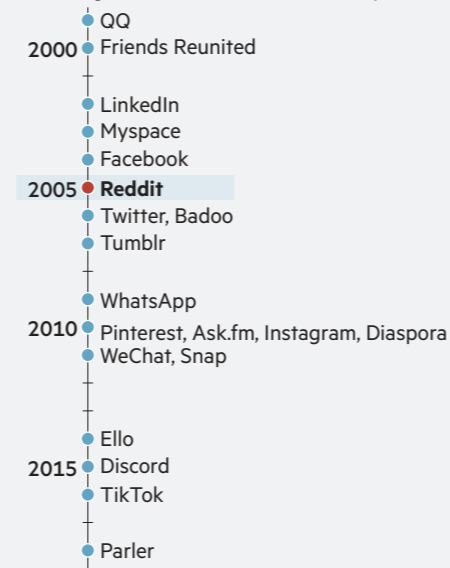 QQ
2000 Friends Reunited
LinkedIn
Myspace
Facebook
2005 Reddit
Twitter, Badoo
Tumblr
WhatsApp
2010 Pinterest, Ask.fm, Instagram, Diaspora
WeChat, Snap
Ello
2015 Discord
TikTok
Parler